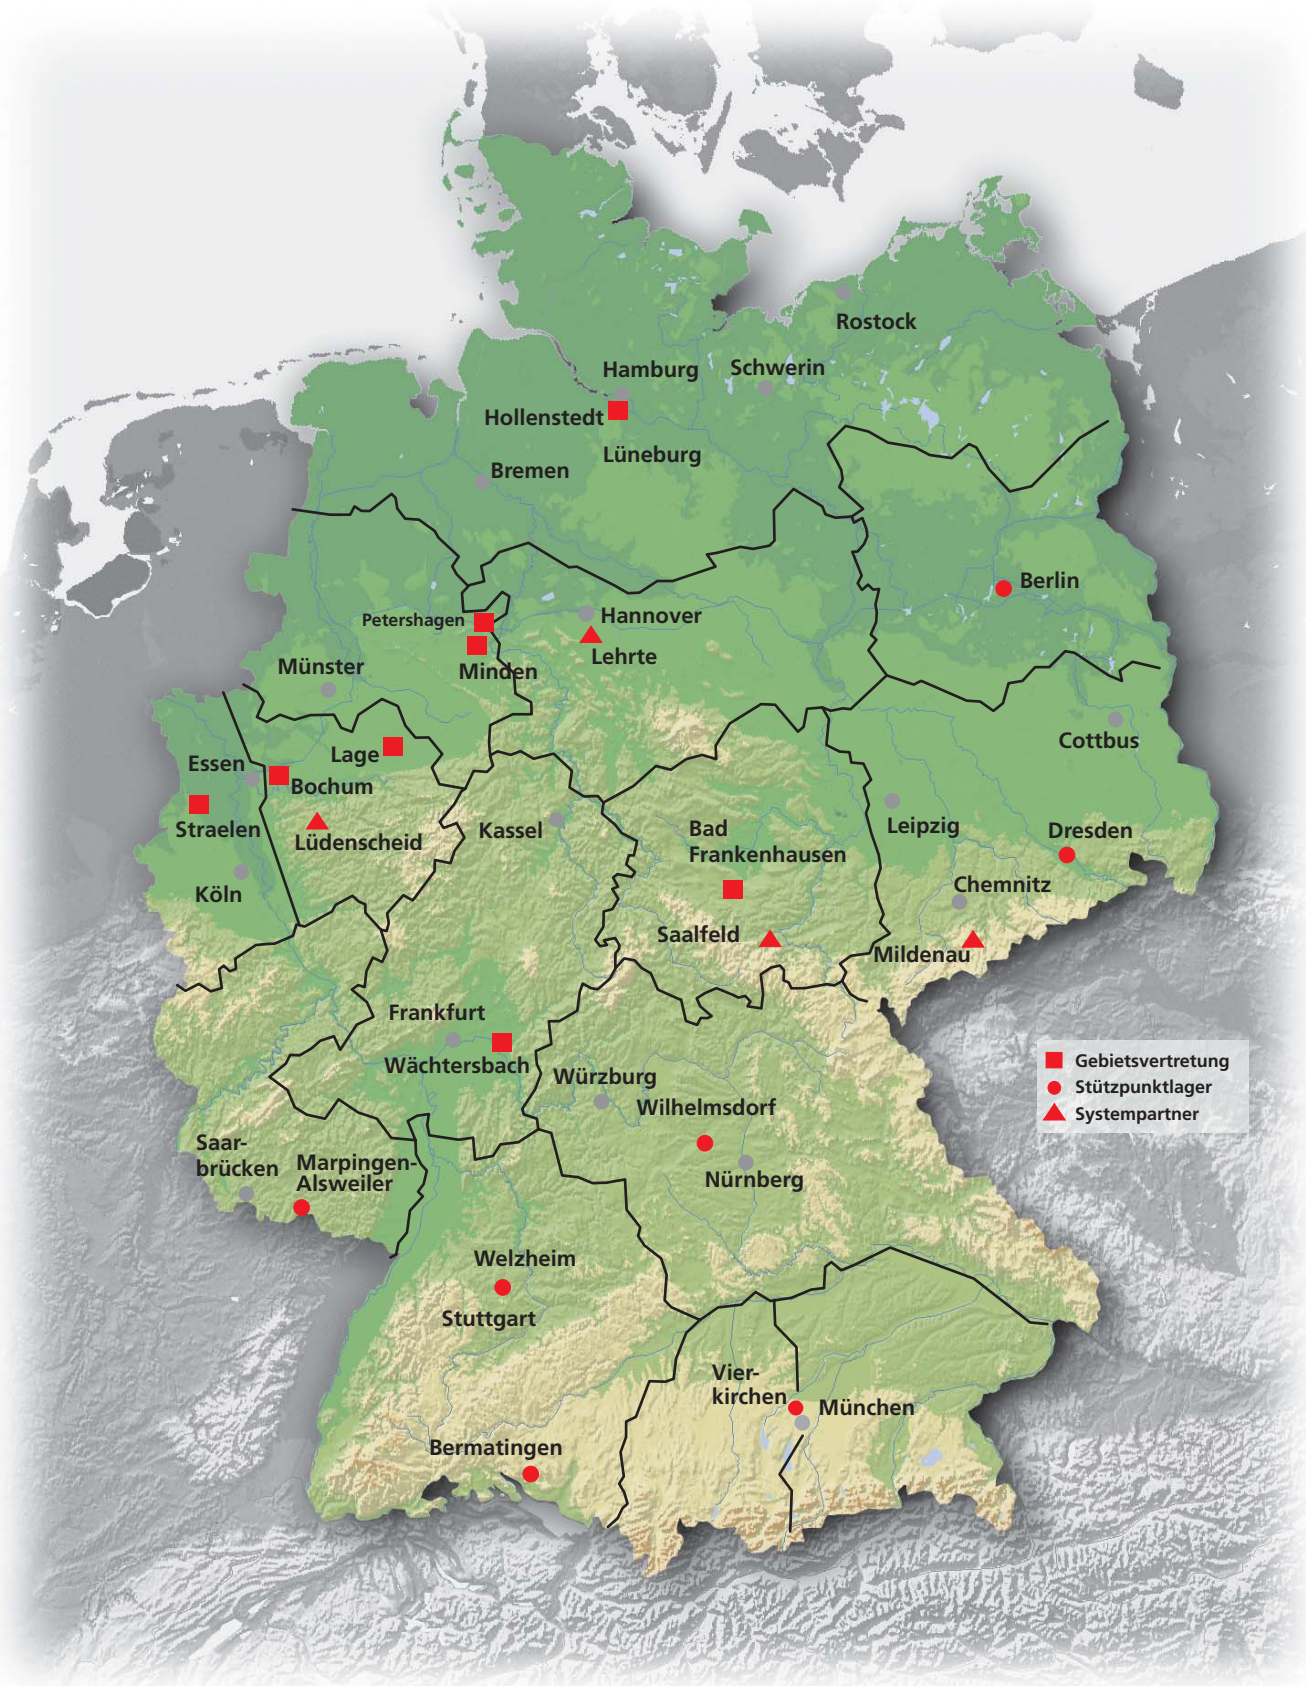 Rostock
Hamburg
Schwerin
Hollenstedt
Lüneburg
Bremen
Berlin
Petershagen
Hannover
Lehrte
Münster
Minden
Cottbus
Lage
Essen
Bochum
Straelen
Lüdenscheid
Kassel
Bad
Frankenhausen
Leipzig
Dresden
Köln
Chemnitz
Saalfeld
Mildenau
Frankfurt
Wächtersbach
Gebietsvertretung
Stützpunktlager
Systempartner
Würzburg
Wilhelmsdorf
Nürnberg
Saar-
brücken
Marpingen-
Alsweiler
Welzheim
Stuttgart
Vier-
kirchen
München
Bermatingen